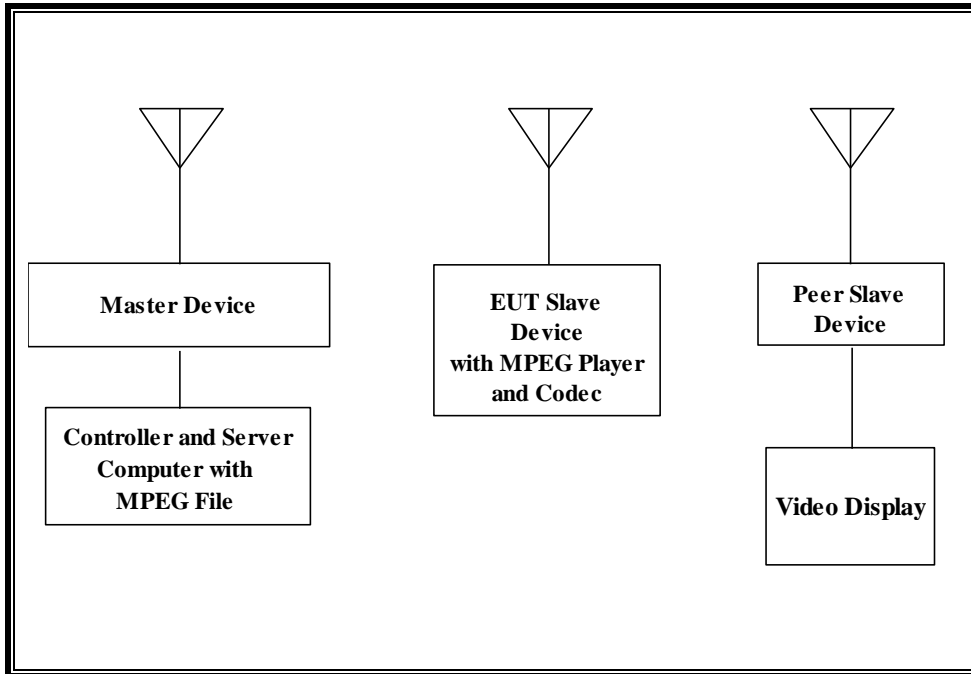 Master Device
Controller and Server
Computer with
MPEG File
EUT Slave
Device
with MPEG Player
and Codec
Peer Slave
Device
Video Display